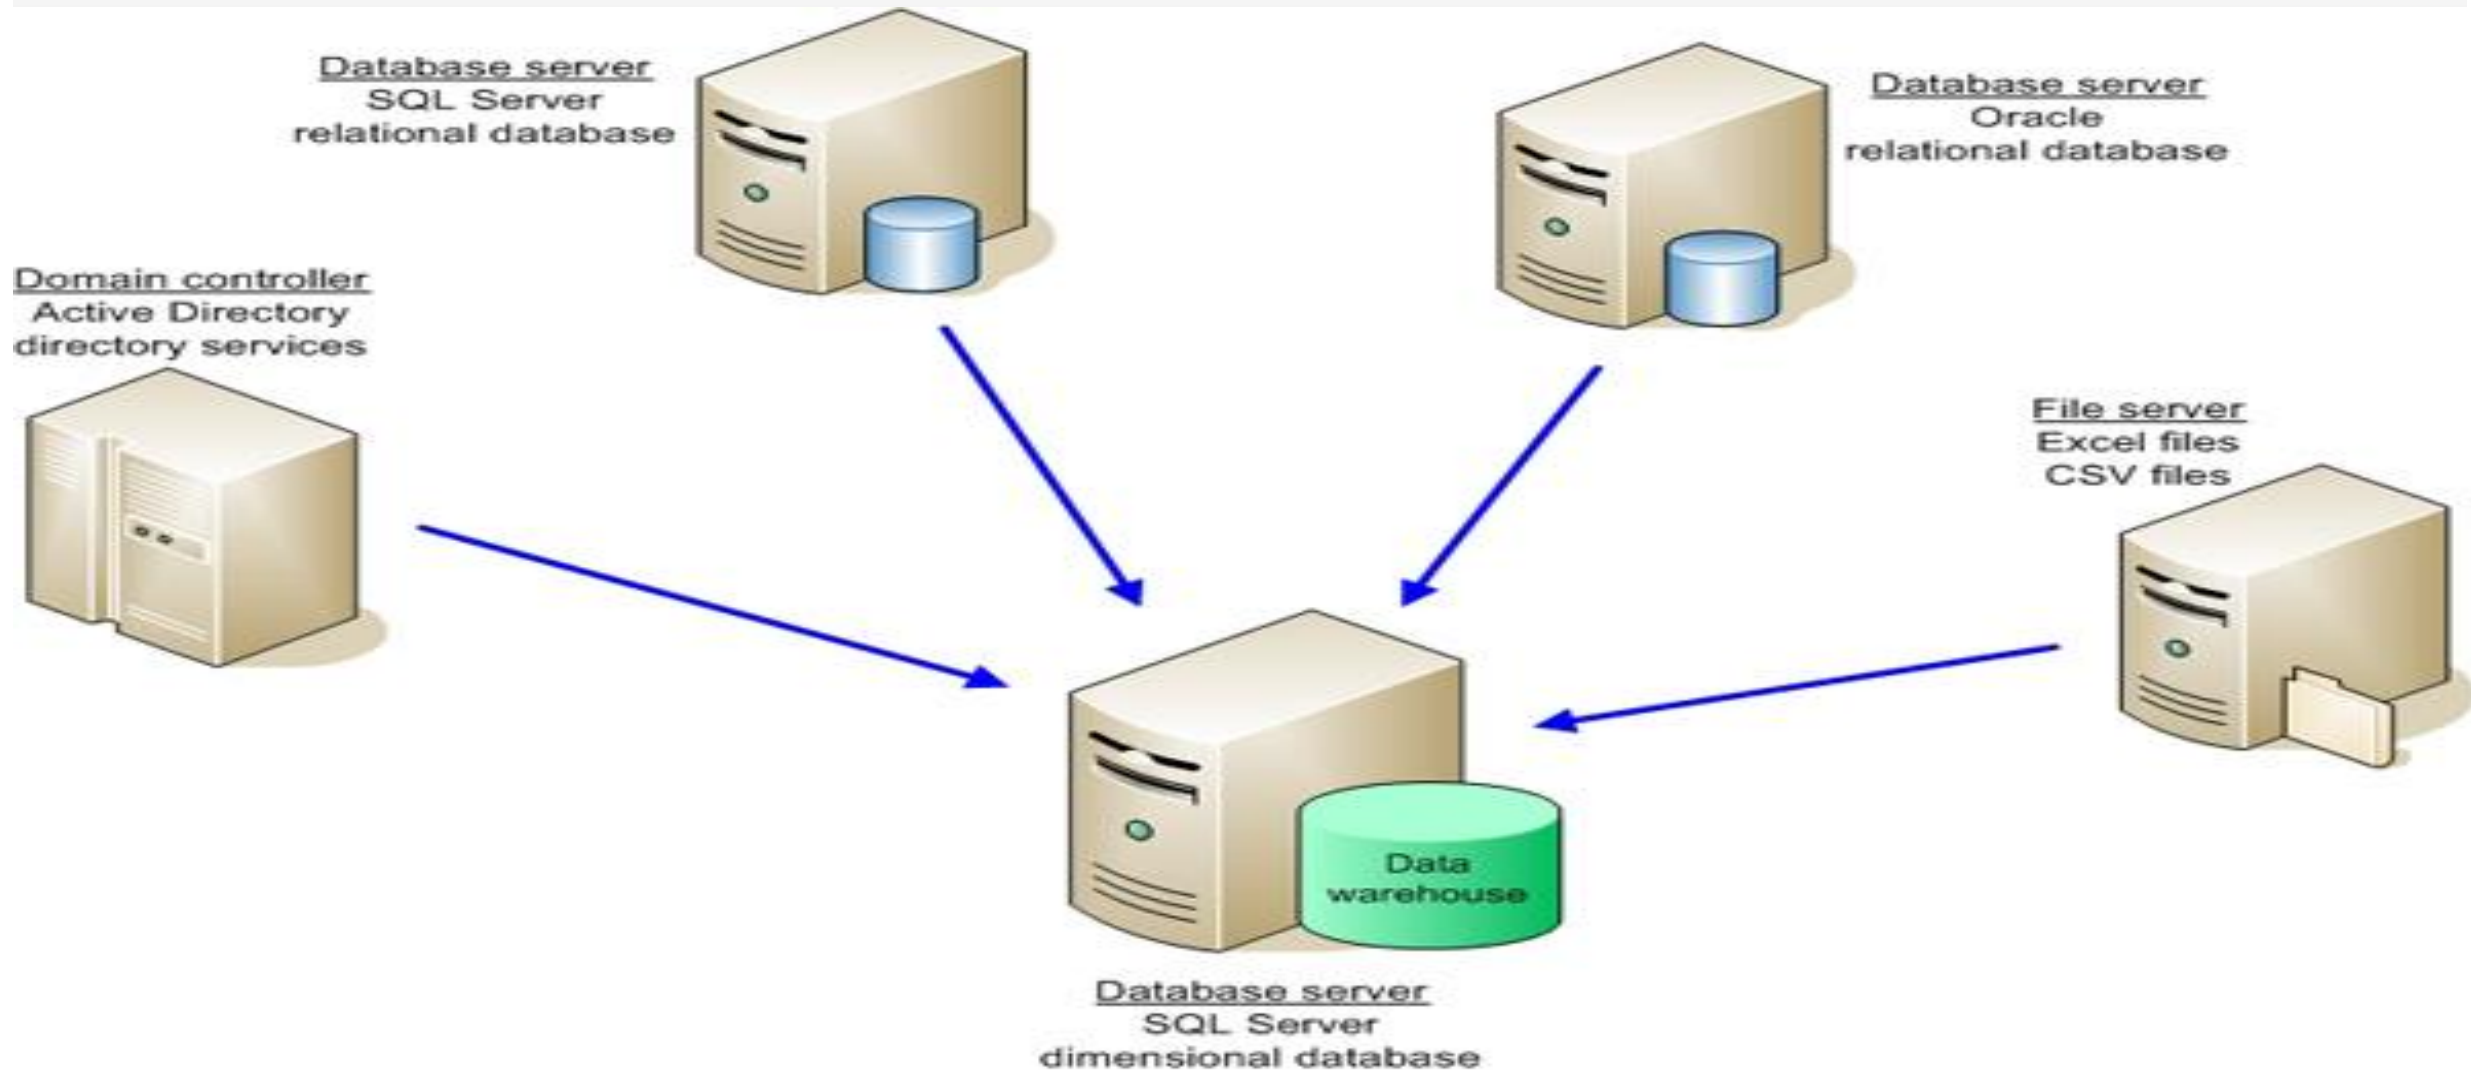 Database server
SQL Server
relational database
Database server
Oracle
relational database
Domain controller
Active Directory
directory services
File server
Excel files
CSV files
Data
warehouse
Database server
SQL Server
dimensional database